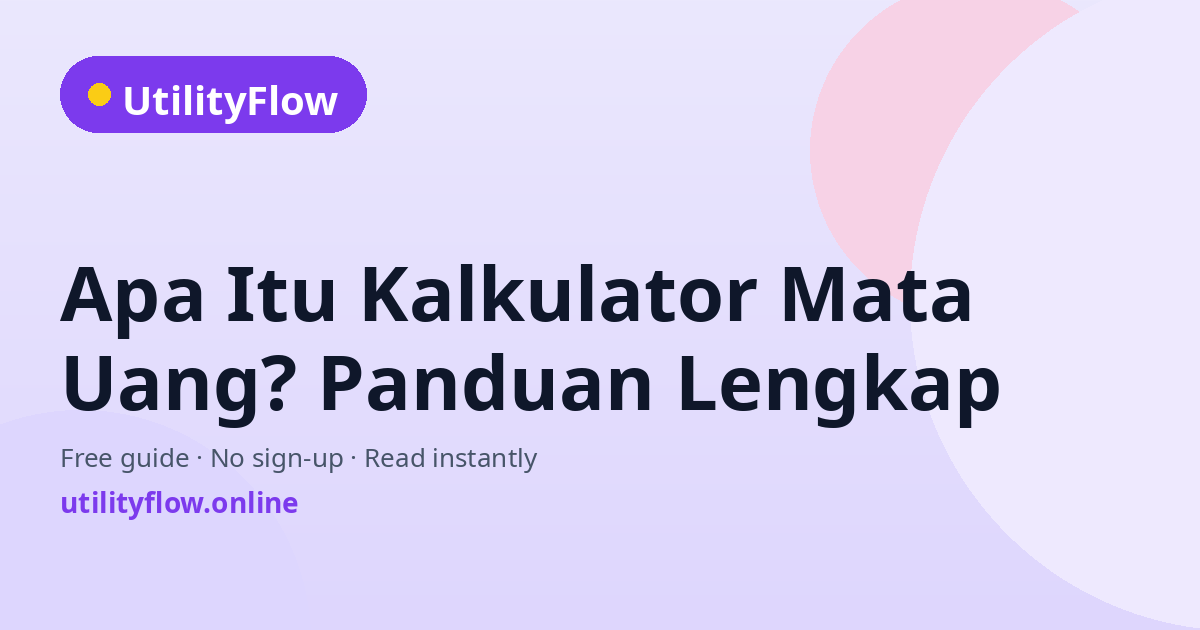 UtilityFlow
Apa Itu Kalkulator Mata
Uang? Panduan Lengkap
Free guide · No sign-up · Read instantly
utilityflow.online